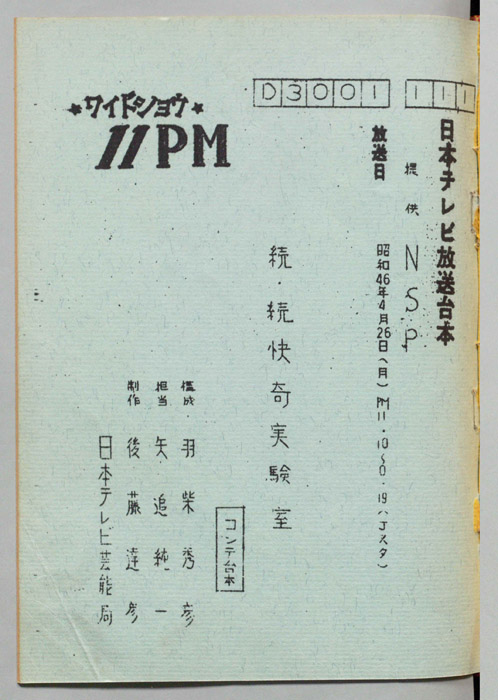 D3001 111
日本テレビ放送台本
提供 NSP
放送日 昭和46年4月26日(月)PM11・10~0・19(Jスタ)
★ワイドショウ★
11PM
続・続快奇実験室
コンテ台本
構成・羽柴秀彦
担当 矢追純一
制作 後藤達彦
日本テレビ芸能局